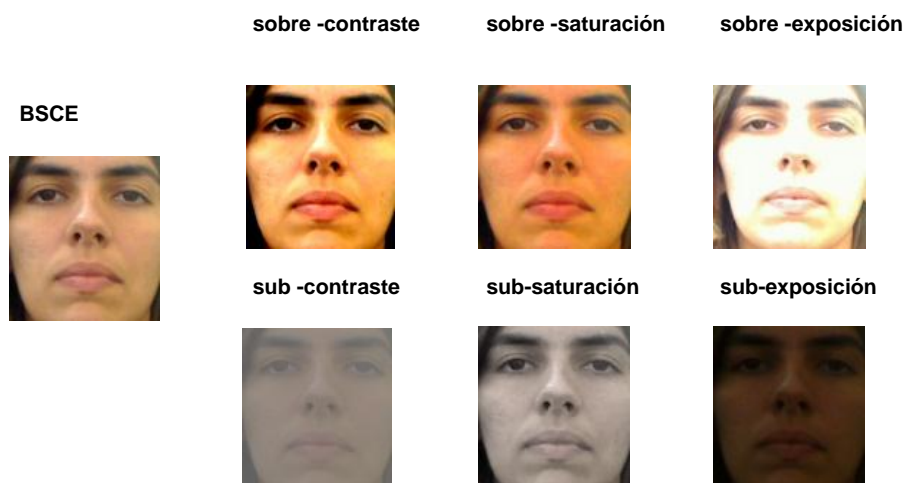 sobre -contraste
sobre -saturación
sobre -exposición
BSCE
sub -contraste
sub-saturación
sub-exposición